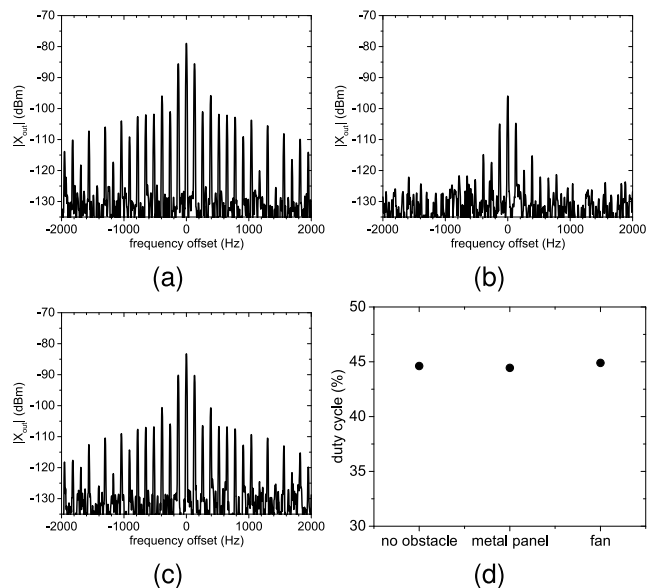 -70
-80
-90
-100
-110
-120
-130
|X_out| (dBm)
-2000 -1000 0 1000 2000
frequency offset (Hz)
(a)
-70
-80
-90
-100
-110
-120
-130
|X_out| (dBm)
-2000 -1000 0 1000 2000
frequency offset (Hz)
(b)
-70
-80
-90
-100
-110
-120
-130
|X_out| (dBm)
-2000 -1000 0 1000 2000
frequency offset (Hz)
(c)
50
45
40
35
30
duty cycle (%)
no obstacle metal panel fan
(d)